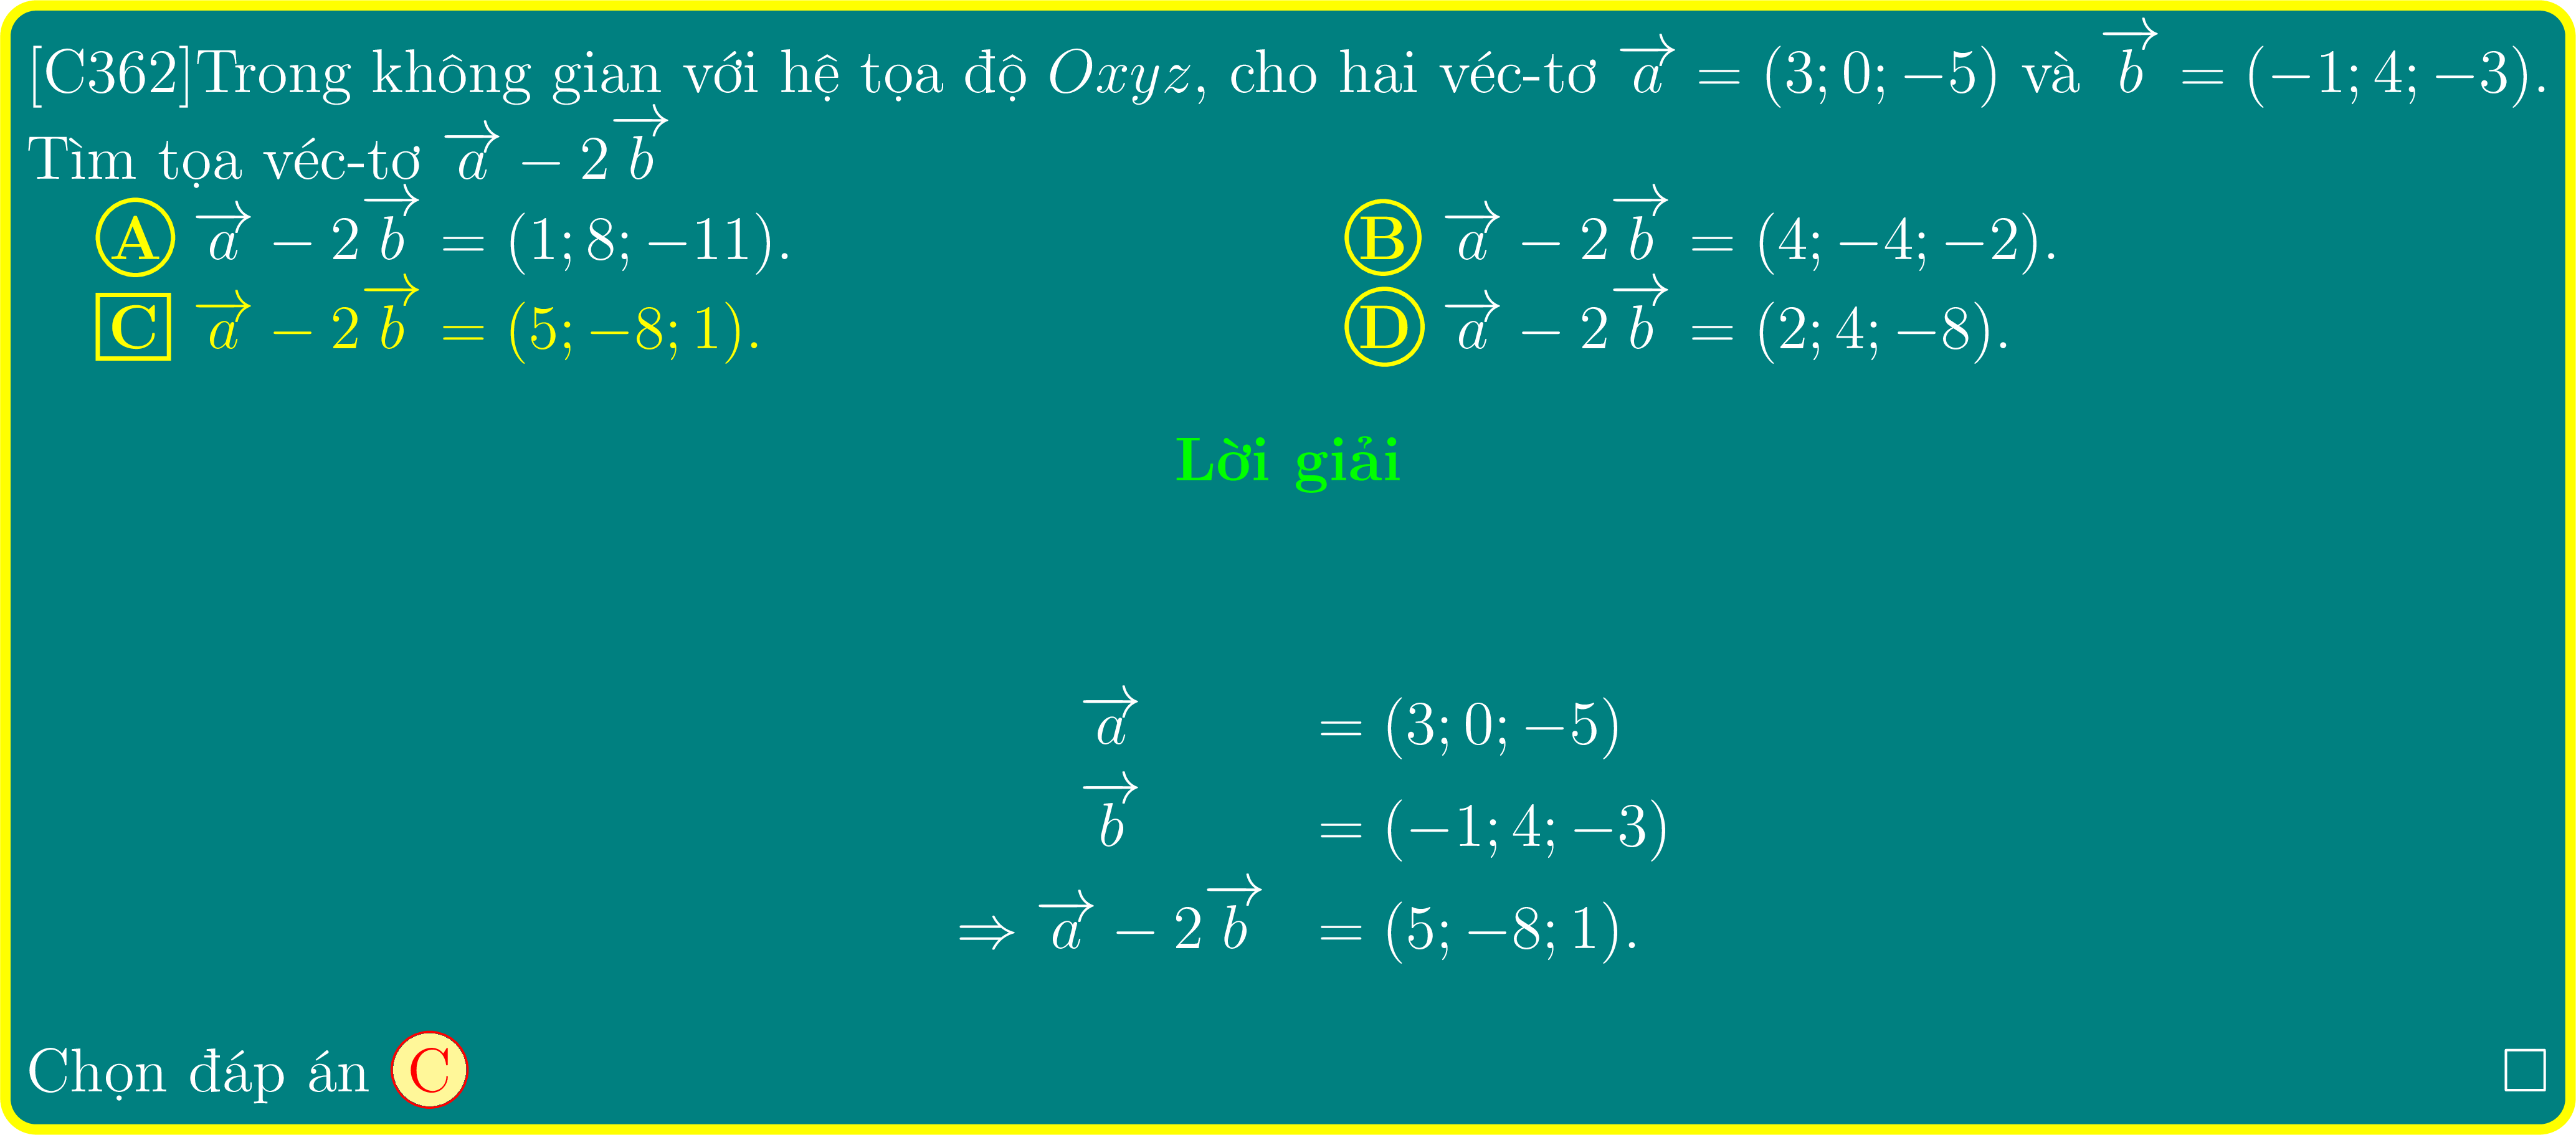 [C362]Trong không gian với hệ tọa độ Oxyz, cho hai véc-tơ $\overrightarrow{a} = (3; 0; -5)$ và $\overrightarrow{b} = (-1; 4; -3)$.
Tìm tọa véc-tơ $\overrightarrow{a} - 2\overrightarrow{b}$
A $\overrightarrow{a} - 2\overrightarrow{b} = (1; 8; -11)$. B $\overrightarrow{a} - 2\overrightarrow{b} = (4; -4; -2)$.
C $\overrightarrow{a} - 2\overrightarrow{b} = (5; -8; 1)$. D $\overrightarrow{a} - 2\overrightarrow{b} = (2; 4; -8)$.
Lời giải
$\overrightarrow{a} = (3; 0; -5)$
$\overrightarrow{b} = (-1; 4; -3)$
$\Rightarrow \overrightarrow{a} - 2\overrightarrow{b} = (5; -8; 1)$.
Chọn đáp án C □